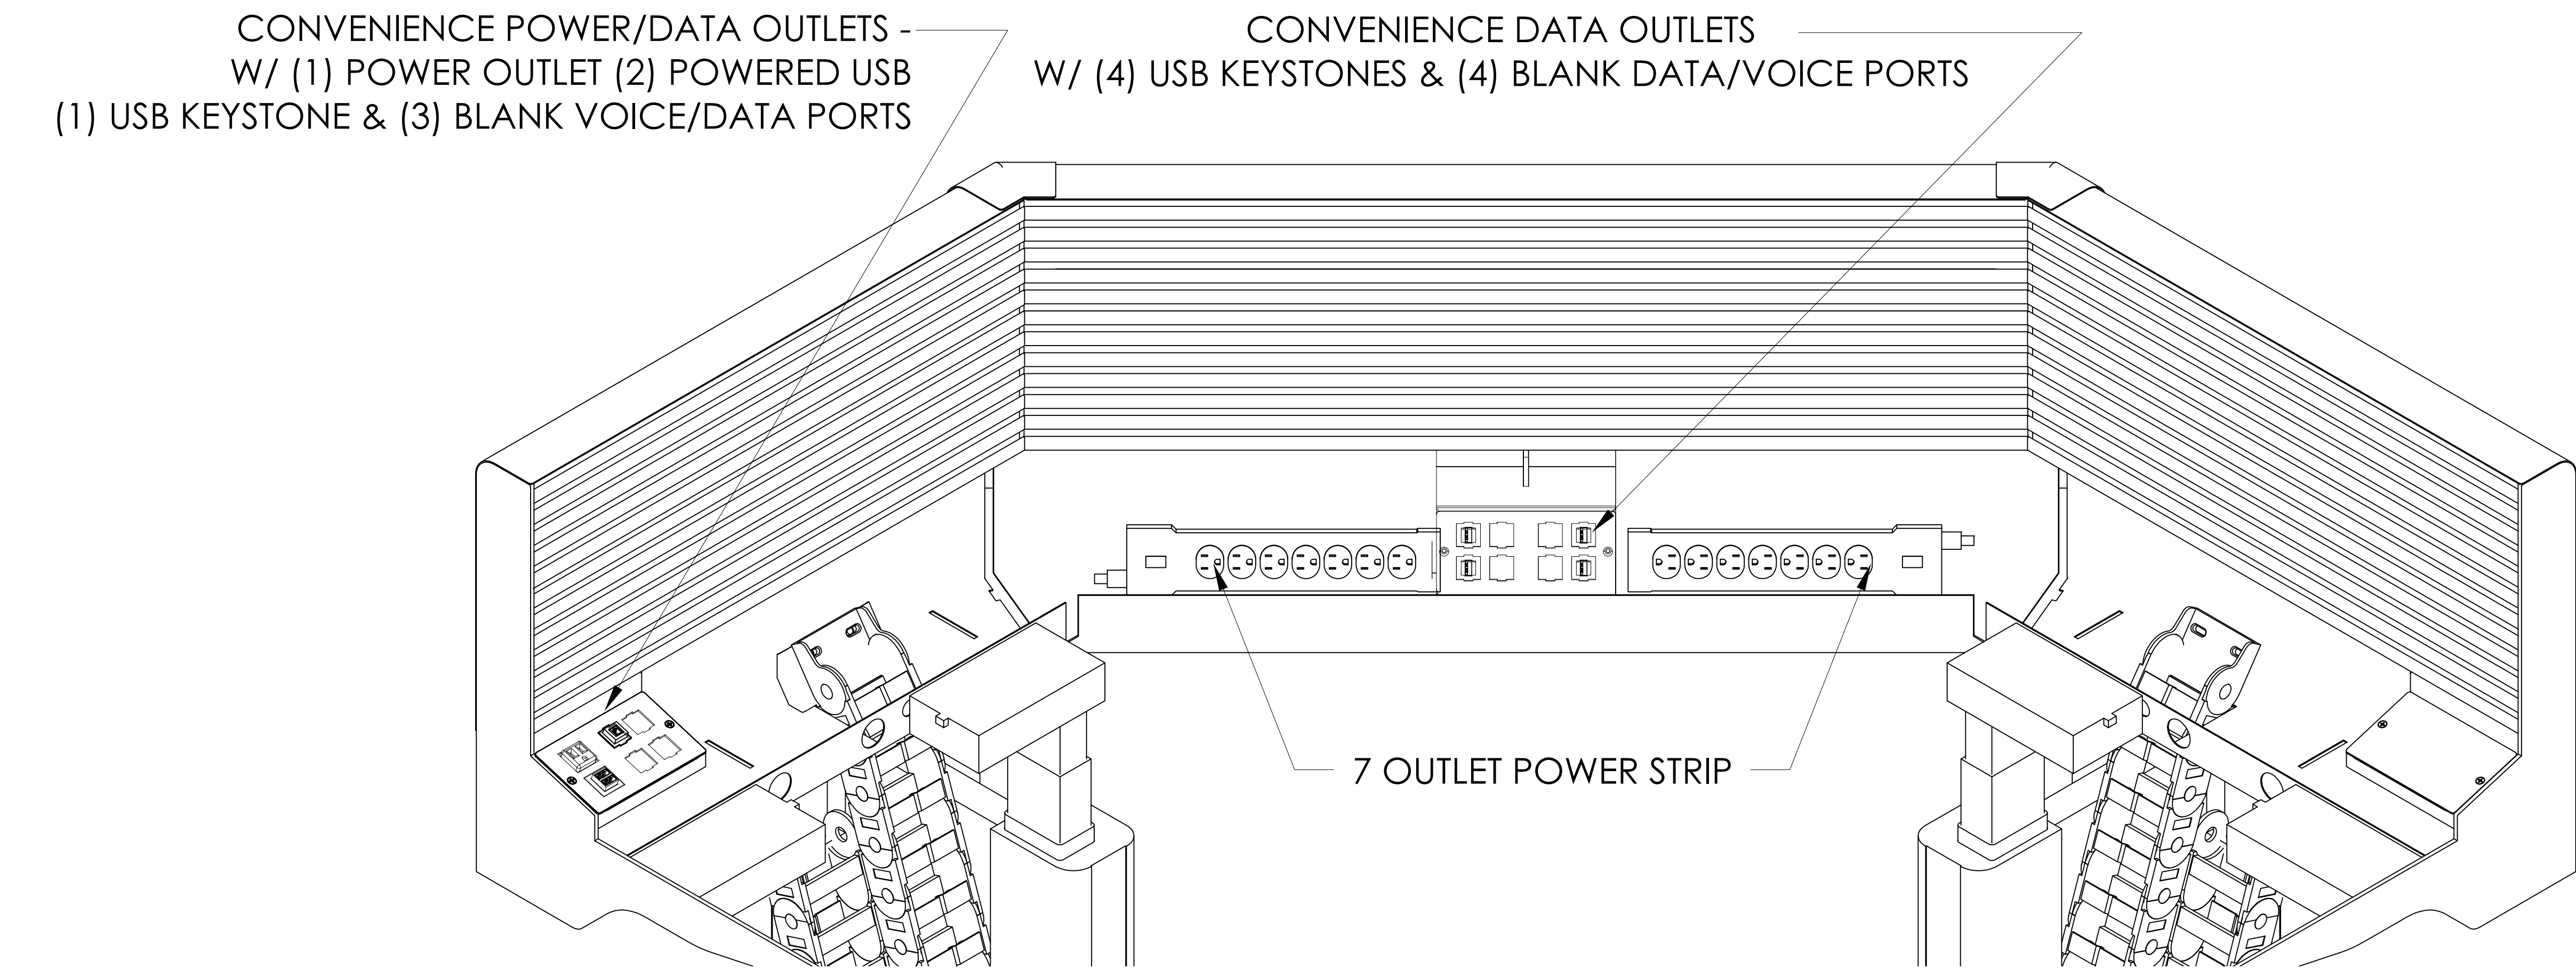 CONVENIENCE POWER/DATA OUTLETS -
W/ (1) POWER OUTLET (2) POWERED USB
(1) USB KEYSTONE & (3) BLANK VOICE/DATA PORTS
CONVENIENCE DATA OUTLETS
W/ (4) USB KEYSTONES & (4) BLANK DATA/VOICE PORTS
7 OUTLET POWER STRIP